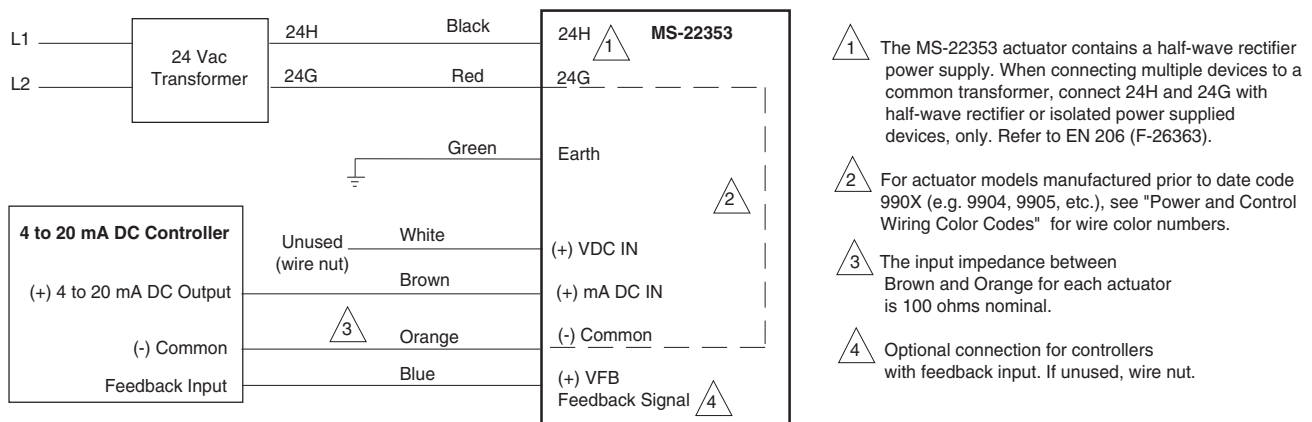 L1
L2
24 Vac
Transformer
24H
Black
24G
Red
Green
24H
1
MS-22353
24G
Earth
2
4 to 20 mA DC Controller
(+) 4 to 20 mA DC Output
(-) Common
Feedback Input
Unused
(wire nut)
White
Brown
3
Orange
Blue
(+) VDC IN
(+) mA DC IN
(-) Common
(+) VFB
Feedback Signal
4
1
The MS-22353 actuator contains a half-wave rectifier
power supply. When connecting multiple devices to a
common transformer, connect 24H and 24G with
half-wave rectifier or isolated power supplied
devices, only. Refer to EN 206 (F-26363).
2
For actuator models manufactured prior to date code
990X (e.g. 9904, 9905, etc.), see "Power and Control
Wiring Color Codes" for wire color numbers.
3
The input impedance between
Brown and Orange for each actuator
is 100 ohms nominal.
4
Optional connection for controllers
with feedback input. If unused, wire nut.